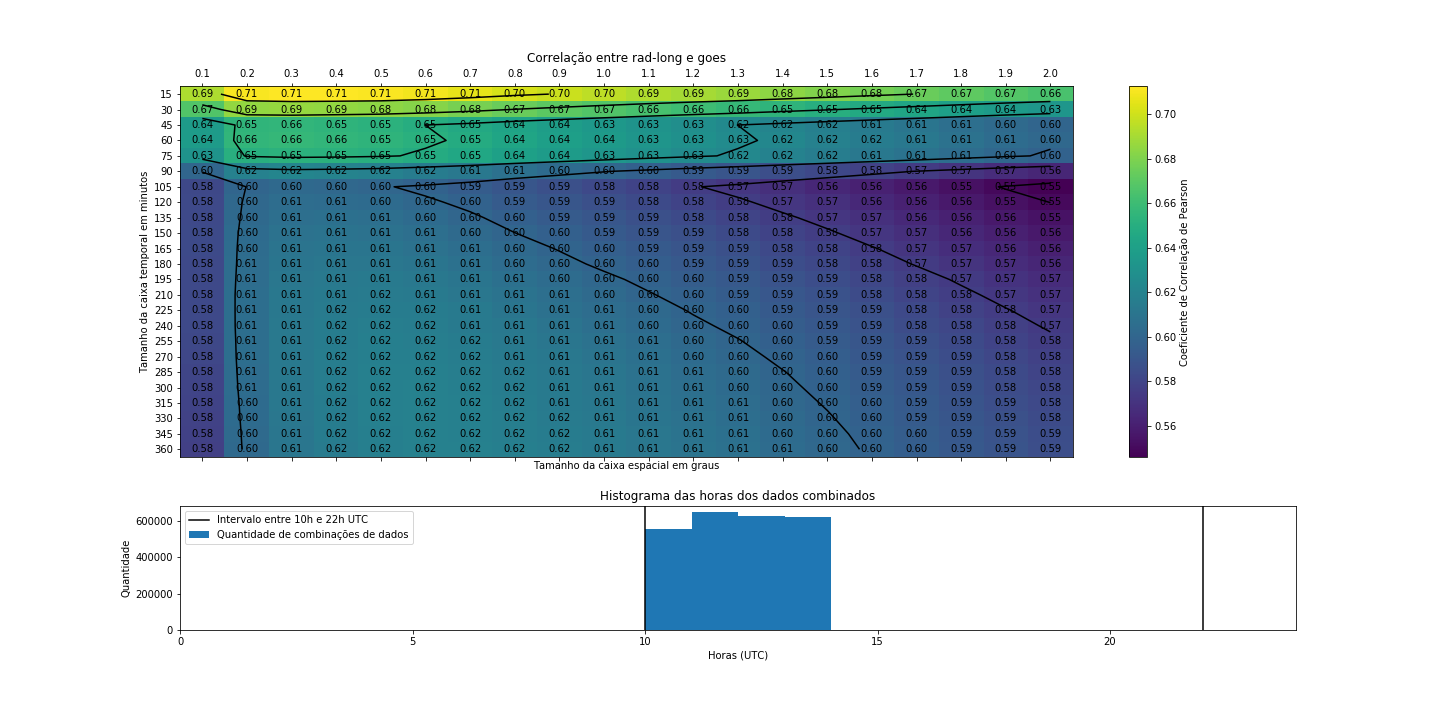 Correlação entre rad-long e goes
0.1 0.2 0.3 0.4 0.5 0.6 0.7 0.8 0.9 1.0 1.1 1.2 1.3 1.4 1.5 1.6 1.7 1.8 1.9 2.0
15 0.69 0.71 0.71 0.71 0.71 0.71 0.71 0.70 0.70 0.70 0.69 0.69 0.69 0.68 0.68 0.68 0.67 0.67 0.67 0.66
30 0.67 0.69 0.69 0.69 0.68 0.68 0.68 0.67 0.67 0.67 0.66 0.66 0.66 0.65 0.65 0.65 0.64 0.64 0.64 0.63
45 0.64 0.65 0.66 0.66 0.65 0.65 0.65 0.64 0.64 0.63 0.63 0.63 0.62 0.62 0.62 0.61 0.61 0.61 0.60 0.60
60 0.64 0.65 0.66 0.66 0.65 0.65 0.65 0.64 0.64 0.64 0.63 0.63 0.63 0.62 0.62 0.62 0.61 0.61 0.60 0.60
75 0.63 0.65 0.65 0.65 0.65 0.65 0.65 0.64 0.64 0.63 0.63 0.63 0.62 0.62 0.62 0.61 0.61 0.61 0.60 0.60
90 0.60 0.62 0.62 0.62 0.62 0.62 0.61 0.61 0.60 0.60 0.60 0.59 0.59 0.59 0.58 0.58 0.58 0.57 0.57 0.56
105 0.58 0.60 0.60 0.60 0.60 0.60 0.59 0.59 0.59 0.58 0.58 0.58 0.57 0.57 0.56 0.56 0.56 0.55 0.55 0.55
120 0.58 0.60 0.61 0.61 0.60 0.60 0.60 0.59 0.59 0.59 0.58 0.58 0.58 0.57 0.57 0.56 0.56 0.56 0.55 0.55
135 0.58 0.60 0.61 0.61 0.60 0.60 0.60 0.60 0.59 0.59 0.59 0.58 0.58 0.58 0.57 0.57 0.56 0.56 0.56 0.55
150 0.58 0.60 0.61 0.61 0.61 0.61 0.60 0.60 0.60 0.59 0.59 0.59 0.58 0.58 0.58 0.57 0.57 0.56 0.56 0.56
165 0.58 0.60 0.61 0.61 0.61 0.61 0.60 0.60 0.60 0.60 0.59 0.59 0.59 0.58 0.58 0.58 0.57 0.57 0.56 0.56
180 0.58 0.61 0.61 0.61 0.61 0.61 0.61 0.60 0.60 0.60 0.60 0.59 0.59 0.59 0.58 0.58 0.57 0.57 0.57 0.56
195 0.58 0.61 0.61 0.61 0.61 0.61 0.61 0.61 0.60 0.60 0.60 0.60 0.59 0.59 0.59 0.58 0.58 0.57 0.57 0.57
210 0.58 0.61 0.61 0.61 0.62 0.61 0.61 0.61 0.61 0.61 0.60 0.60 0.59 0.59 0.59 0.58 0.58 0.58 0.57 0.57
225 0.58 0.61 0.61 0.62 0.62 0.61 0.61 0.61 0.61 0.61 0.60 0.60 0.59 0.59 0.59 0.59 0.58 0.58 0.58 0.57
240 0.58 0.61 0.61 0.62 0.62 0.61 0.61 0.61 0.61 0.60 0.60 0.60 0.60 0.60 0.59 0.59 0.58 0.58 0.58 0.57
255 0.58 0.61 0.61 0.62 0.62 0.62 0.61 0.61 0.61 0.61 0.61 0.60 0.60 0.60 0.59 0.59 0.59 0.58 0.58 0.58
270 0.58 0.61 0.61 0.62 0.62 0.62 0.62 0.61 0.61 0.61 0.61 0.60 0.60 0.60 0.60 0.59 0.59 0.59 0.58 0.58
285 0.58 0.61 0.61 0.62 0.62 0.62 0.62 0.62 0.61 0.61 0.61 0.61 0.60 0.60 0.60 0.59 0.59 0.59 0.59 0.58
300 0.58 0.61 0.61 0.62 0.62 0.62 0.62 0.62 0.61 0.61 0.61 0.61 0.60 0.60 0.60 0.60 0.59 0.59 0.59 0.58
315 0.58 0.60 0.61 0.62 0.62 0.62 0.62 0.62 0.62 0.61 0.61 0.61 0.61 0.60 0.60 0.60 0.59 0.59 0.59 0.59
330 0.58 0.60 0.61 0.62 0.62 0.62 0.62 0.62 0.62 0.61 0.61 0.61 0.61 0.60 0.60 0.60 0.60 0.59 0.59 0.59
345 0.58 0.60 0.61 0.62 0.62 0.62 0.62 0.62 0.62 0.61 0.61 0.61 0.61 0.61 0.60 0.60 0.60 0.59 0.59 0.59
360 0.58 0.60 0.61 0.62 0.62 0.62 0.62 0.62 0.62 0.61 0.61 0.61 0.61 0.61 0.60 0.60 0.60 0.59 0.59 0.59
Tamanho da caixa temporal em minutos
Tamanho da caixa espacial em graus
0.70
0.68
0.66
0.64
0.62
0.60
0.58
0.56
Coeficiente de Correlação de Pearson
Histograma das horas dos dados combinados
Intervalo entre 10h e 22h UTC
Quantidade de combinações de dados
600000
400000
200000
0
Quantidade
0 5 10 15 20
Horas (UTC)